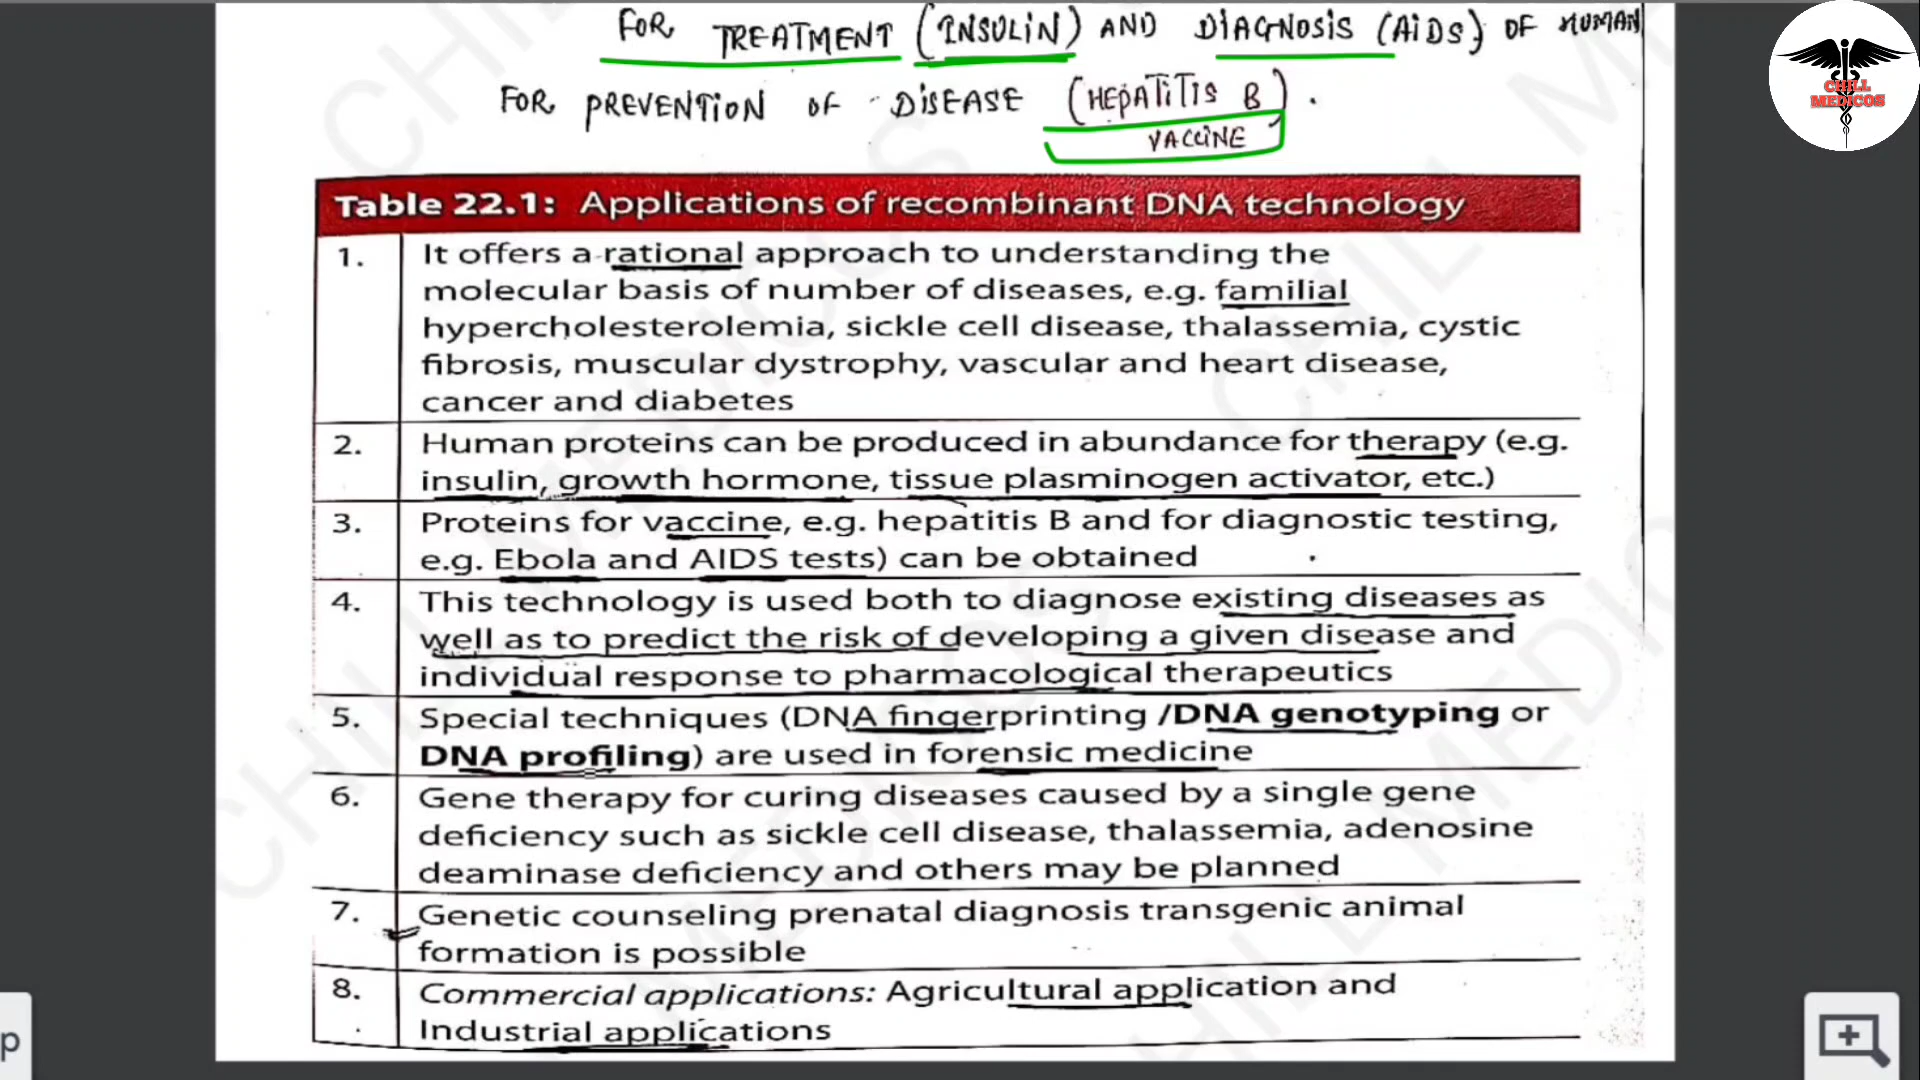 FOR TREATMENT (INSULIN) AND DIAGNOSIS (AIDS) OF HUMAN
FOR PREVENTION OF DISEASE (HEPATITIS B).
VACCINE
CHILL
MEDICOS
Table 22.1: Applications of recombinant DNA technology
1. It offers a rational approach to understanding the
molecular basis of number of diseases, e.g. familial
hypercholesterolemia, sickle cell disease, thalassemia, cystic
fibrosis, muscular dystrophy, vascular and heart disease,
cancer and diabetes
2. Human proteins can be produced in abundance for therapy (e.g.
insulin, growth hormone, tissue plasminogen activator, etc.)
3. Proteins for vaccine, e.g. hepatitis B and for diagnostic testing,
e.g. Ebola and AIDS tests) can be obtained
4. This technology is used both to diagnose existing diseases as
well as to predict the risk of developing a given disease and
individual response to pharmacological therapeutics
5. Special techniques (DNA fingerprinting /DNA genotyping or
DNA profiling) are used in forensic medicine
6. Gene therapy for curing diseases caused by a single gene
deficiency such as sickle cell disease, thalassemia, adenosine
deaminase deficiency and others may be planned
7. Genetic counseling prenatal diagnosis transgenic animal
formation is possible
8. Commercial applications: Agricultural application and
Industrial applications
p
CHILL MEDICOS
CHILL MEDICOS